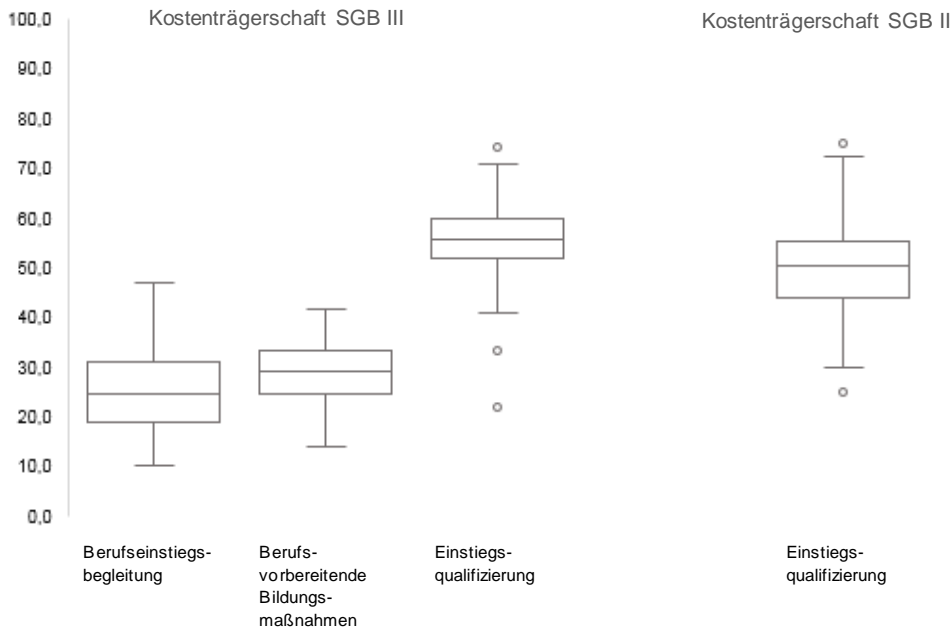 Kostenträgerschaft SGB III
Kostenträgerschaft SGB II
100,0
90,0
80,0
70,0
60,0
50,0
40,0
30,0
20,0
10,0
0,0
Berufseinstiegs-
begleitung
Berufs-
vorbereitende
Bildungs-
maßnahmen
Einstiegs-
qualifizierung
Einstiegs-
qualifizierung